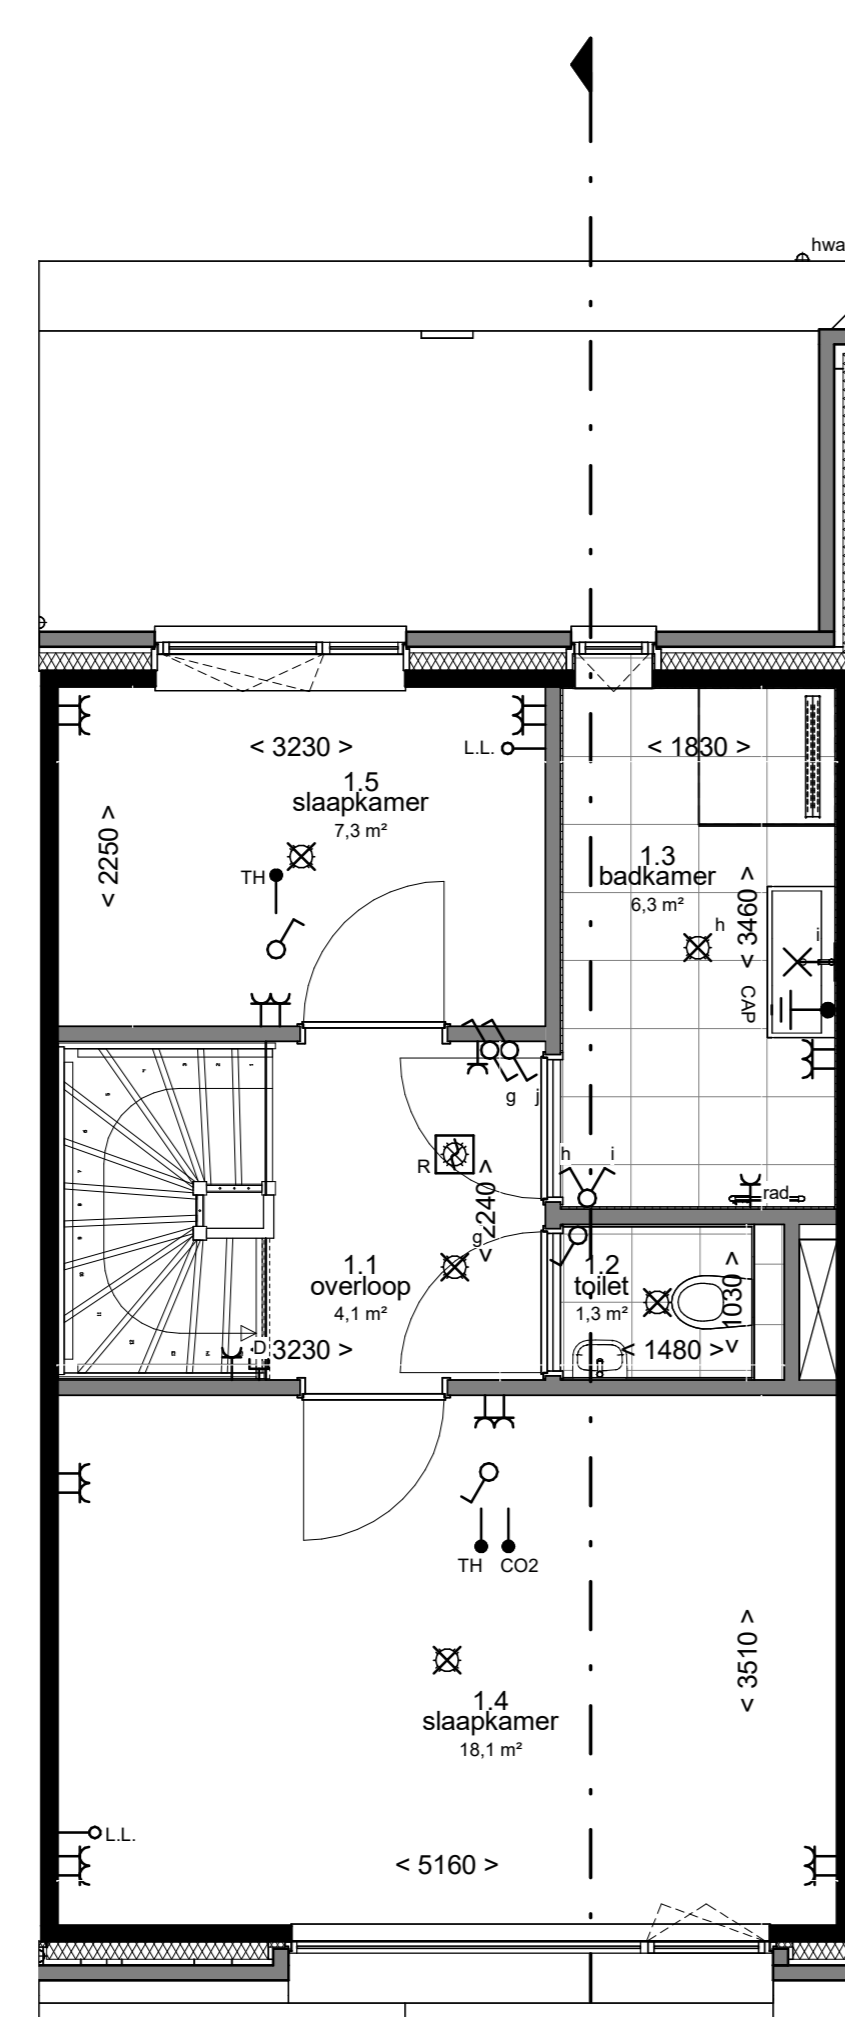 hwa
< 3230 >
L.L.
< 1830 >
1.5
slaapkamer
7,3 m²
< 2250 >
TH
1.3
badkamer
6,3 m²
h
< 3460 >
i
CAP
g
j
R
h
i
rad
< 2240 >
g
1.1
overloop
4,1 m²
1.2
toilet
1,3 m²
< 1030 >
D
3230 >
< 1480 >
TH
CO2
< 3510 >
1.4
slaapkamer
18,1 m²
L.L.
< 5160 >